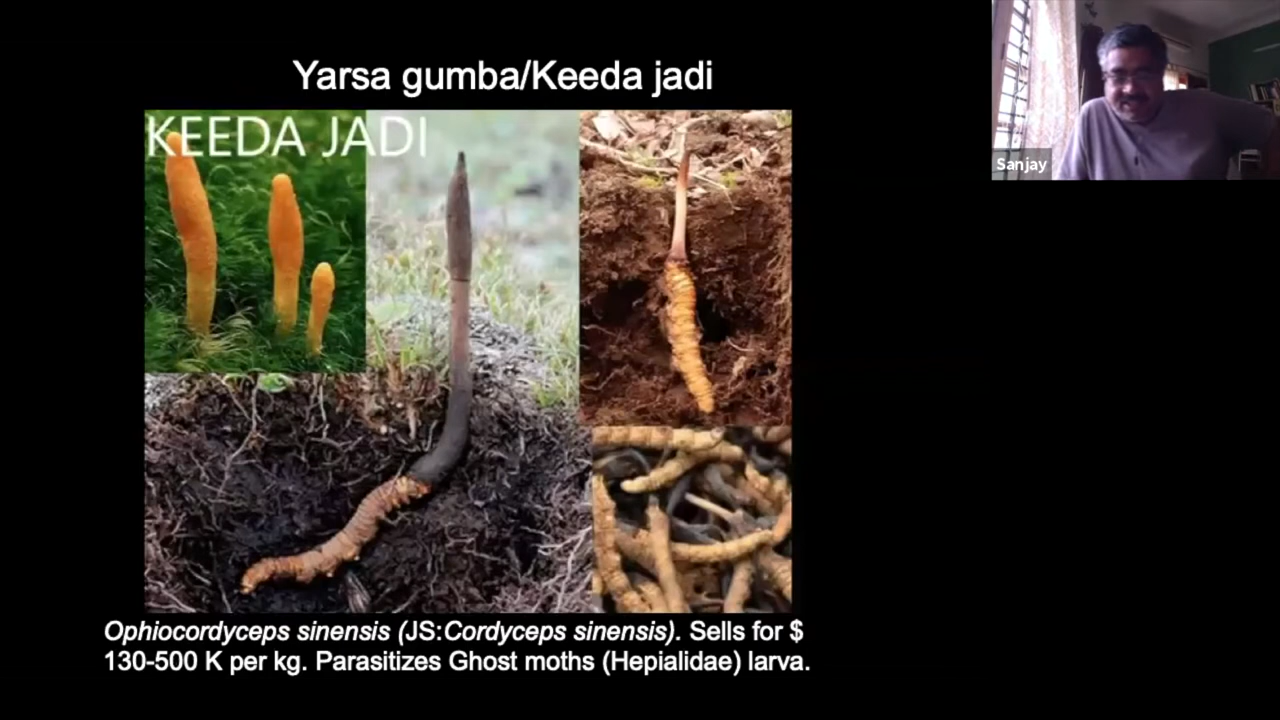 Yarsa gumba/Keeda jadi
KEEDA JADI
Sanjay
Ophiocordyceps sinensis (JS:Cordyceps sinensis). Sells for $
130-500 K per kg. Parasitizes Ghost moths (Hepialidae) larva.